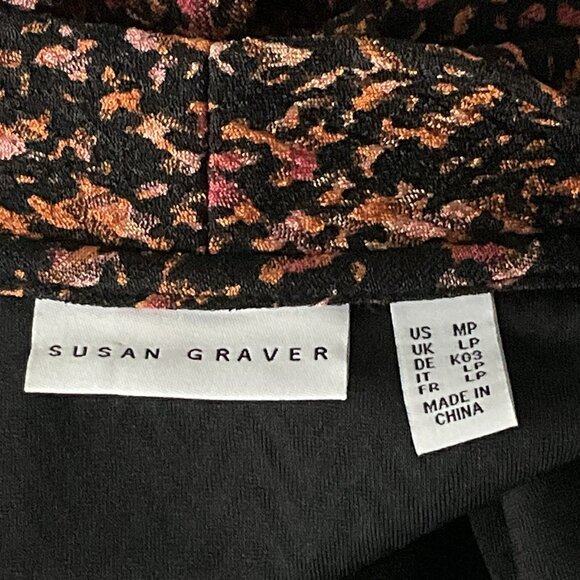 SUSAN GRAVER
US MP
UK LP
DE K03
IT LP
FR LP
MADE IN
CHINA